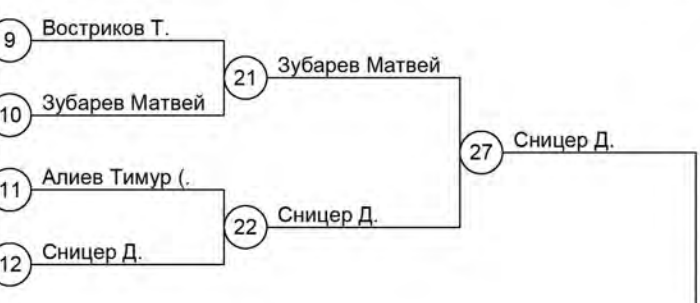 9 Востриков Т.
21 Зубарев Матвей
10 Зубарев Матвей
27 Сницер Д.
11 Алиев Тимур (.
22 Сницер Д.
12 Сницер Д.